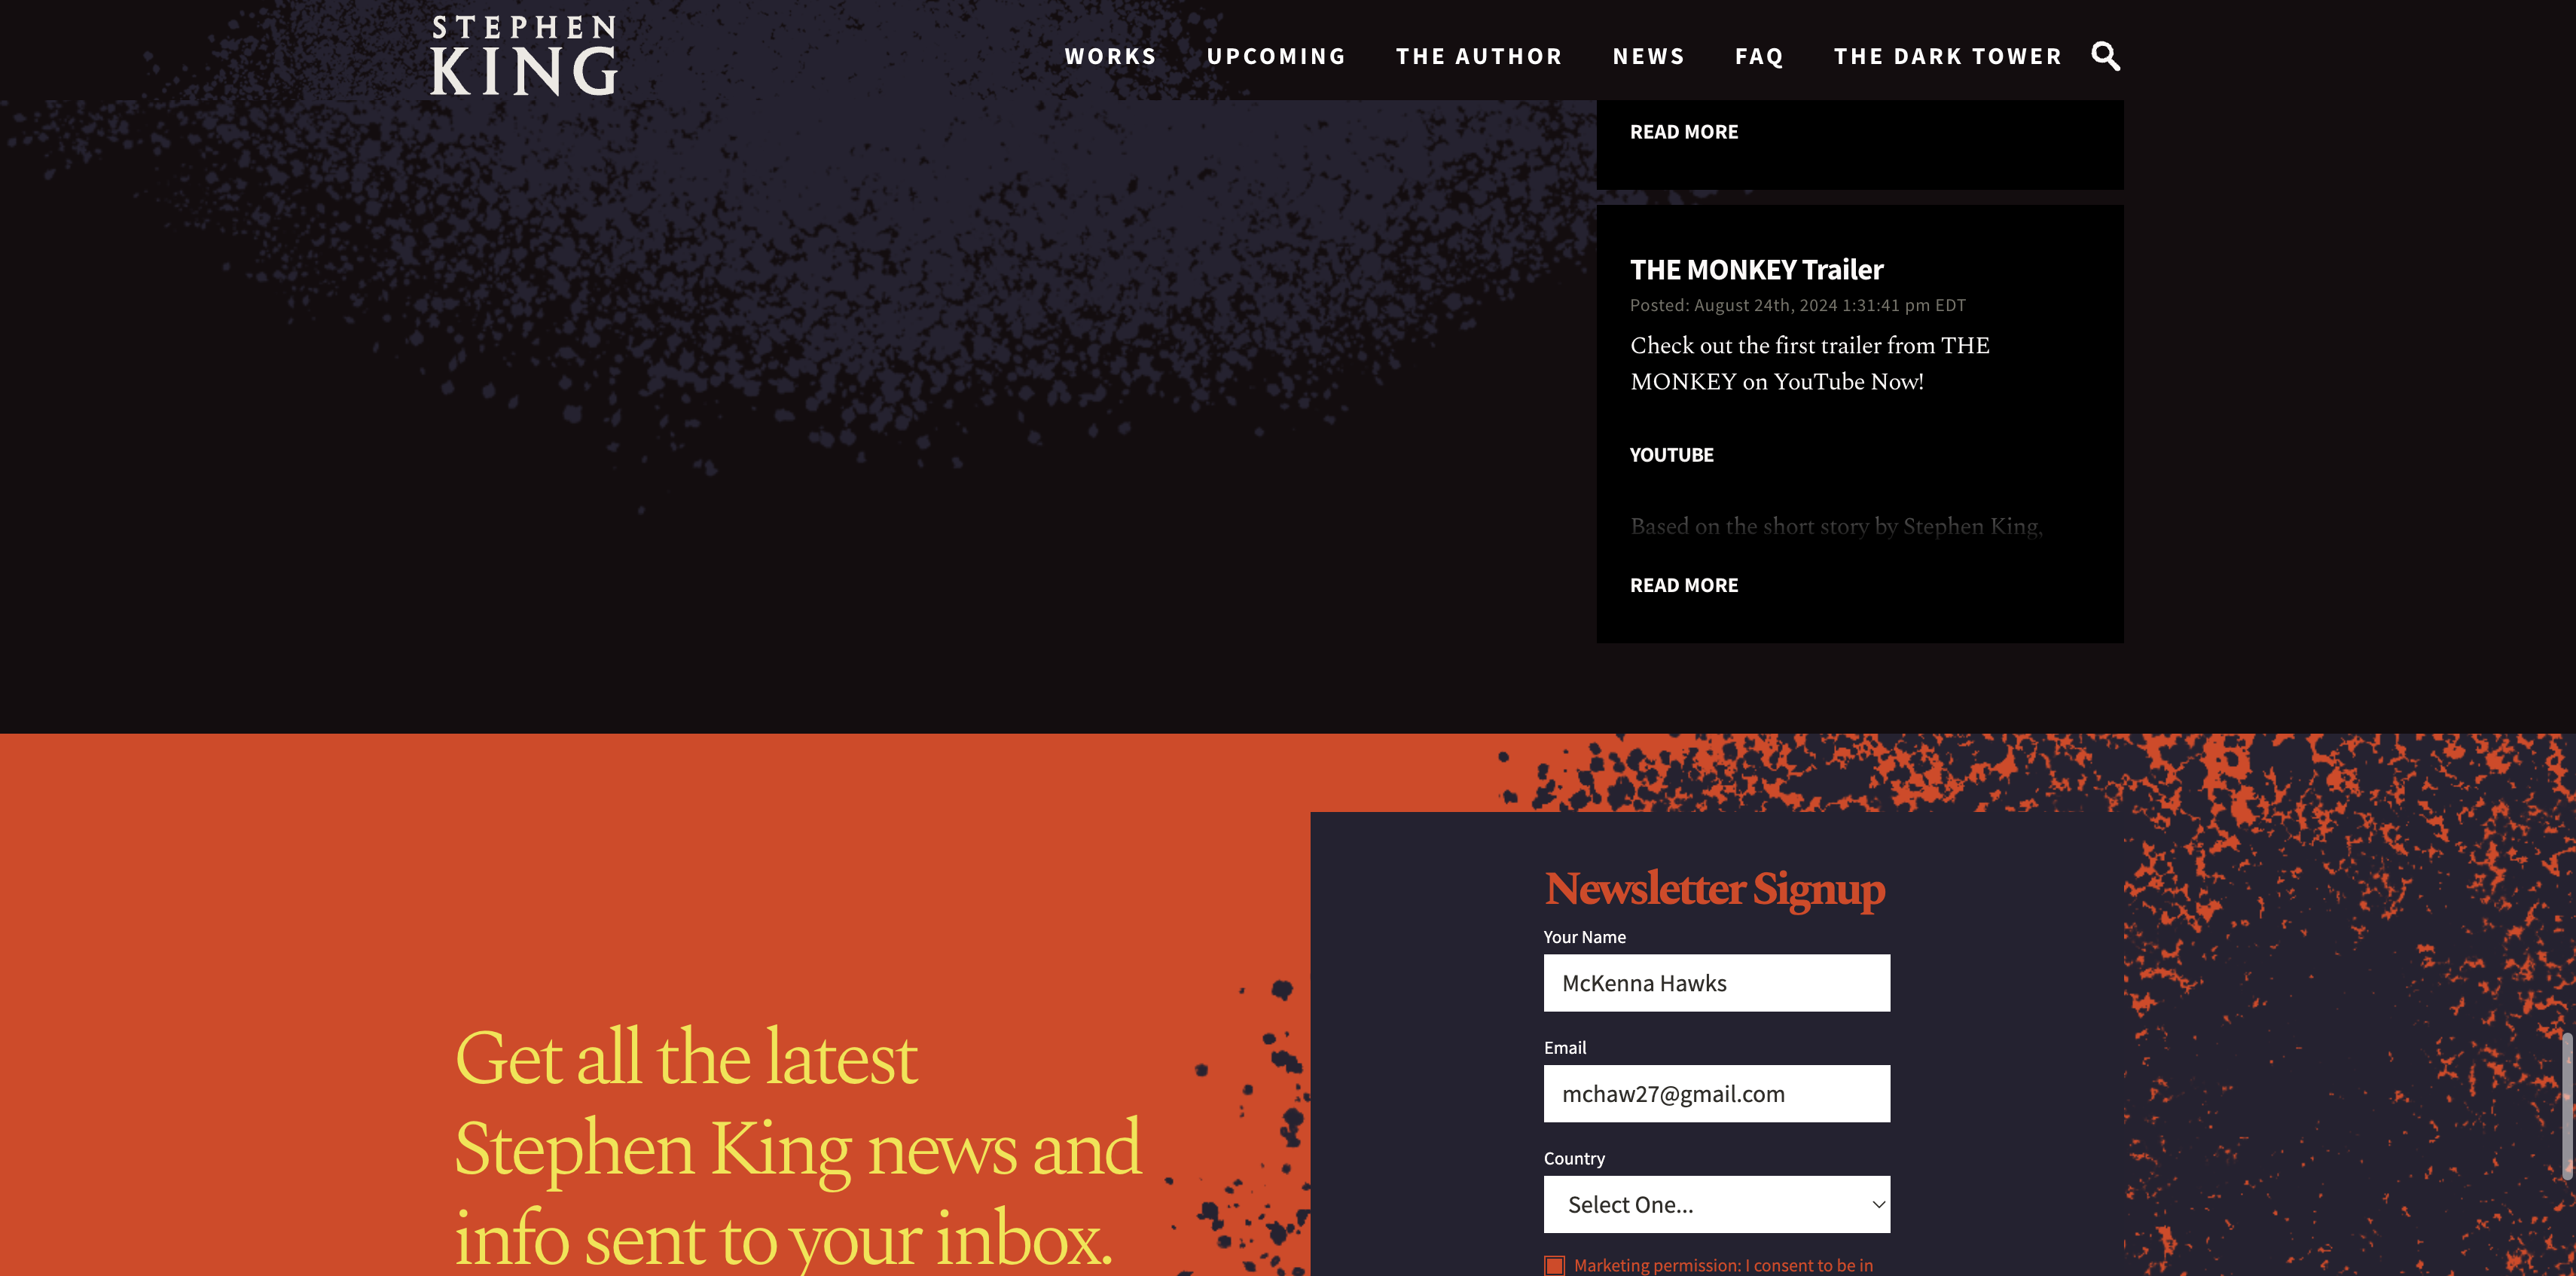 STEPHEN
KING
WORKS UPCOMING THE AUTHOR NEWS FAQ THE DARK TOWER
READ MORE
THE MONKEY Trailer
Posted: August 24th, 2024 1:31:41 pm EDT
Check out the first trailer from THE
MONKEY on YouTube Now!
YOUTUBE
Based on the short story by Stephen King,
READ MORE
Get all the latest
Stephen King news and
info sent to your inbox.
Newsletter Signup
Your Name
McKenna Hawks
Email
mchaw27@gmail.com
Country
Select One...
Marketing permission: I consent to be in